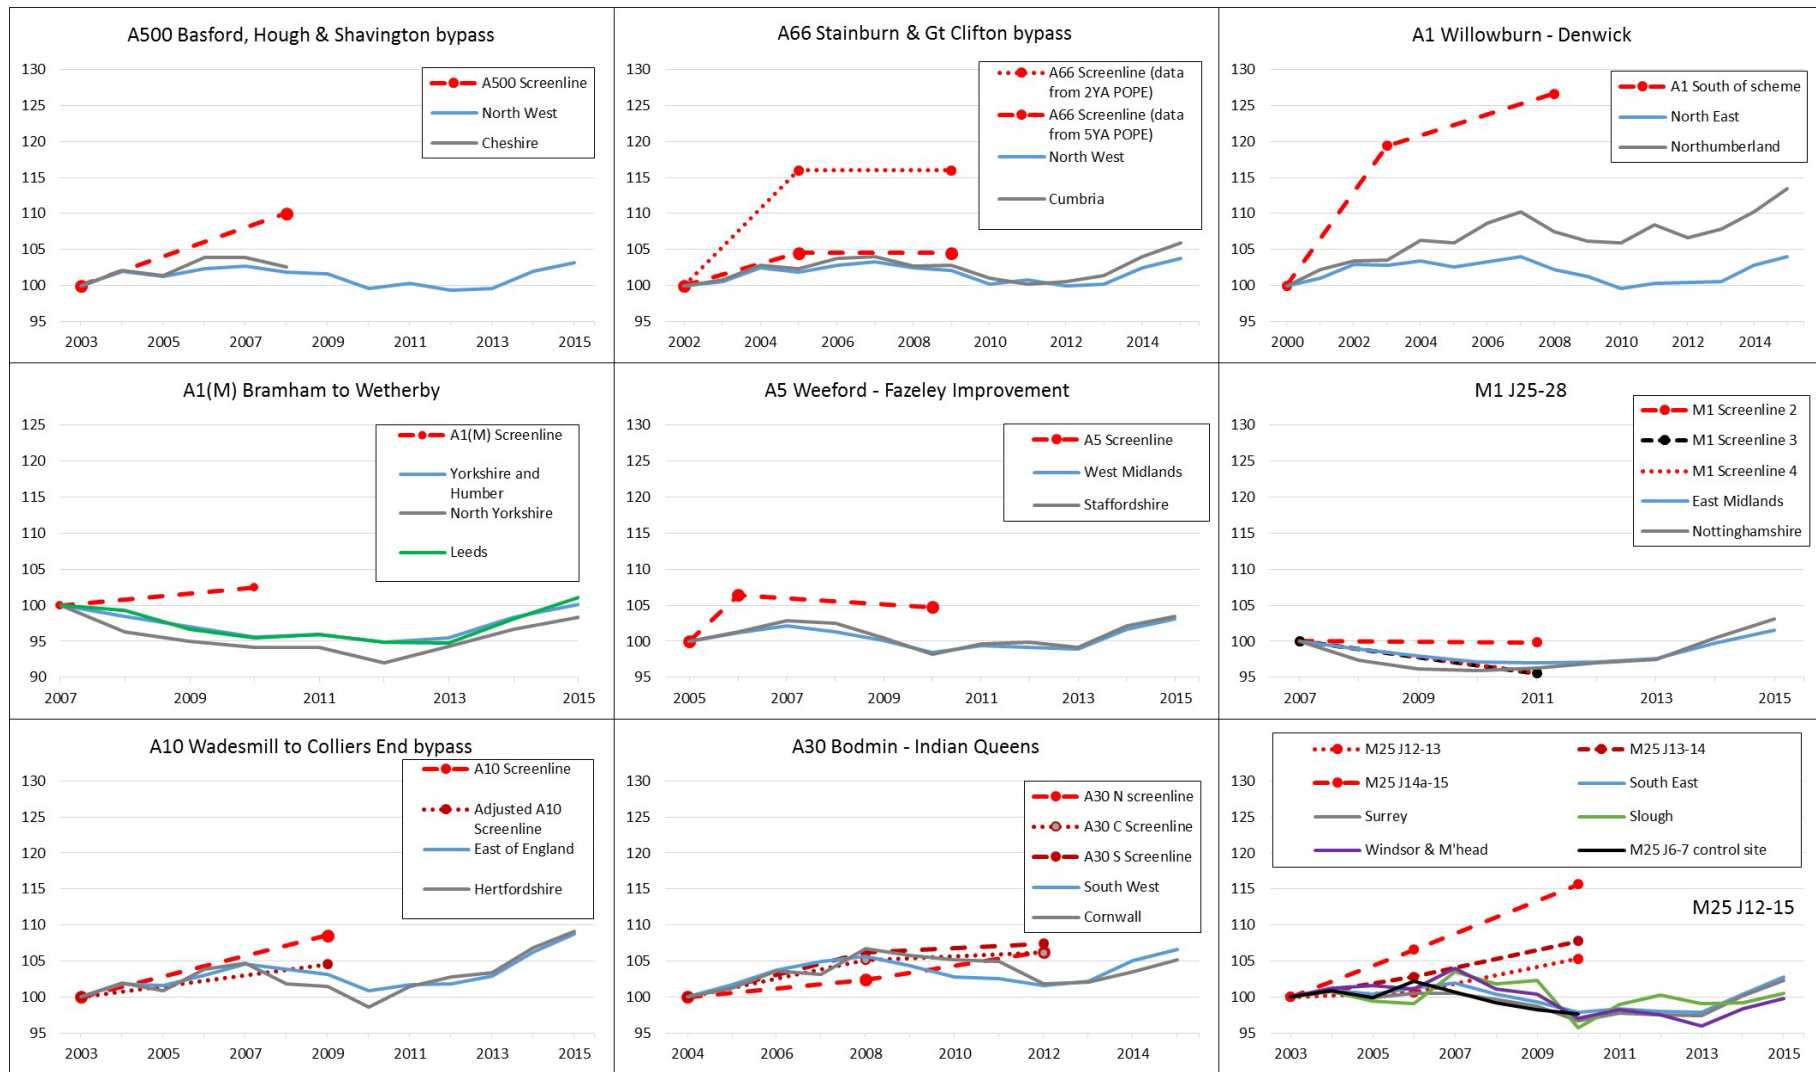 A500 Basford, Hough & Shavington bypass
130
125
120
115
110
105
100
95
2003
2005
2007
2009
2011
2013
2015
A500 Screenline
North West
Cheshire
A66 Stainburn & Gt Clifton bypass
130
125
120
115
110
105
100
95
2002
2004
2006
2008
2010
2012
2014
A66 Screenline (data
from 2YA POPE)
A66 Screenline (data
from 5YA POPE)
North West
Cumbria
A1 Willowburn - Denwick
130
125
120
115
110
105
100
95
2000
2002
2004
2006
2008
2010
2012
2014
A1 South of scheme
North East
Northumberland
A1(M) Bramham to Wetherby
125
120
115
110
105
100
95
90
2007
2009
2011
2013
2015
A1(M) Screenline
Yorkshire and
Humber
North Yorkshire
Leeds
A5 Weeford - Fazeley Improvement
130
125
120
115
110
105
100
95
2005
2007
2009
2011
2013
2015
A5 Screenline
West Midlands
Staffordshire
M1 J25-28
130
125
120
115
110
105
100
95
2007
2009
2011
2013
2015
M1 Screenline 2
M1 Screenline 3
M1 Screenline 4
East Midlands
Nottinghamshire
A10 Wadesmill to Colliers End bypass
130
125
120
115
110
105
100
95
2003
2005
2007
2009
2011
2013
2015
A10 Screenline
Adjusted A10
Screenline
East of England
Hertfordshire
A30 Bodmin - Indian Queens
130
125
120
115
110
105
100
95
2004
2006
2008
2010
2012
2014
A30 N screenline
A30 C Screenline
A30 S Screenline
South West
Cornwall
M25 J12-13
M25 J13-14
M25 J14a-15
South East
Surrey
Slough
Windsor & M'head
M25 J6-7 control site
M25 J12-15
130
125
120
115
110
105
100
95
2003
2005
2007
2009
2011
2013
2015